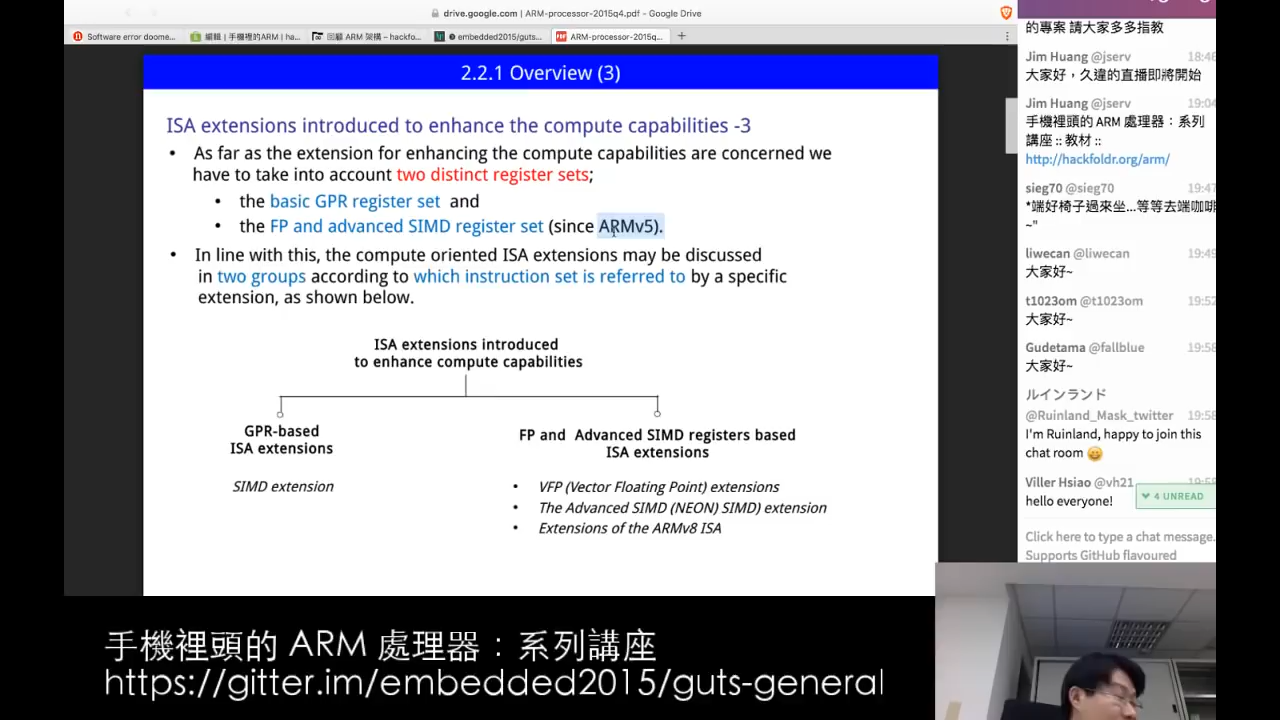 drive.google.com | ARM-processor-2015q4.pdf - Google Drive
Software error doome...
編輯 | 手機裡的ARM | ha...
回顧 ARM 架構 – hackfo...
embedded2015/guts...
ARM-processor-2015q...
2.2.1 Overview (3)
ISA extensions introduced to enhance the compute capabilities -3
• As far as the extension for enhancing the compute capabilities are concerned we
have to take into account two distinct register sets;
• the basic GPR register set and
• the FP and advanced SIMD register set (since ARMv5).
• In line with this, the compute oriented ISA extensions may be discussed
in two groups according to which instruction set is referred to by a specific
extension, as shown below.
ISA extensions introduced
to enhance compute capabilities
GPR-based
ISA extensions
SIMD extension
FP and Advanced SIMD registers based
ISA extensions
• VFP (Vector Floating Point) extensions
• The Advanced SIMD (NEON) SIMD) extension
• Extensions of the ARMv8 ISA
的專案 請大家多多指教
Jim Huang @jserv 18:46
大家好，久違的直播即將開始
Jim Huang @jserv 19:04
手機裡頭的 ARM 處理器：系列
講座 :: 教材 ::
http://hackfoldr.org/arm/
sieg70 @sieg70 19:47
*端好椅子過來坐...等等去端咖啡
~"
liwecan @liwecan 19:49
大家好~
t1023om @t1023om 19:52
大家好~
Gudetama @fallblue 19:58
大家好~
ルインランド
@Ruinland_Mask_twitter 19:58
I'm Ruinland, happy to join this
chat room 😀
Viller Hsiao @vh21
hello everyone!
4 UNREAD
Click here to type a chat message.
Supports GitHub flavoured
手機裡頭的 ARM 處理器：系列講座
https://gitter.im/embedded2015/guts-general